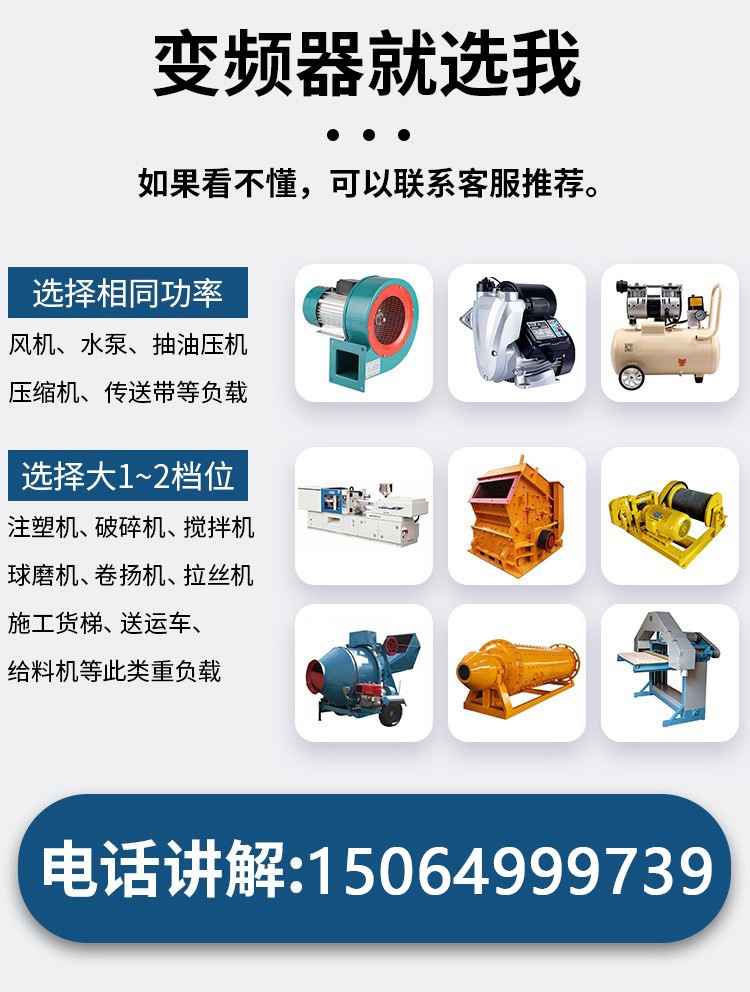 变频器就选我
如果看不懂，可以联系客服推荐。
选择相同功率
风机、水泵、抽油压机
压缩机、传送带等负载
选择大1~2档位
注塑机、破碎机、搅拌机
球磨机、卷扬机、拉丝机
施工货梯、送运车、
给料机等此类重负载
电话讲解:15064999739